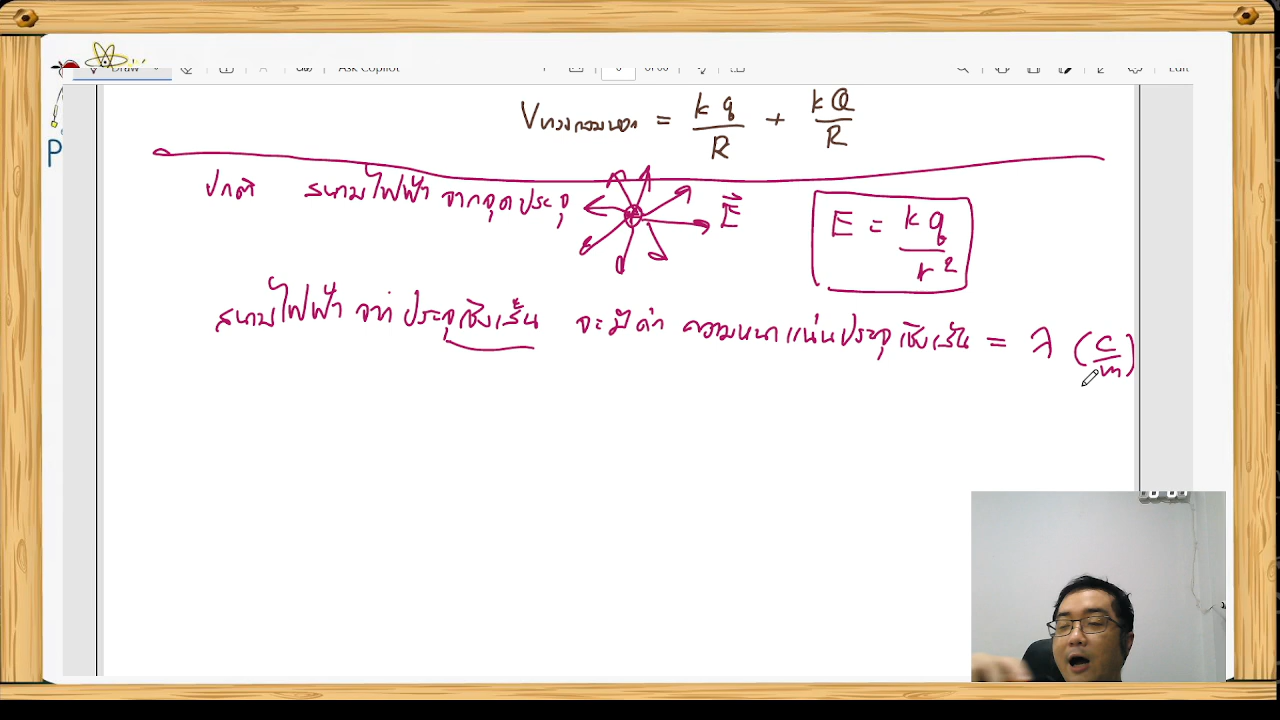 Draw Ask Copilot Edit
V ทรงกลมนอก = kq/R + kQ/R
ปกติ สนามไฟฟ้า จากจุดประจุ E⃗ E = kq/r²
สนามไฟฟ้า จาก ประจุเชิงเส้น จะมีค่า ความหนาแน่นประจุเชิงเส้น = λ (C/m)
P